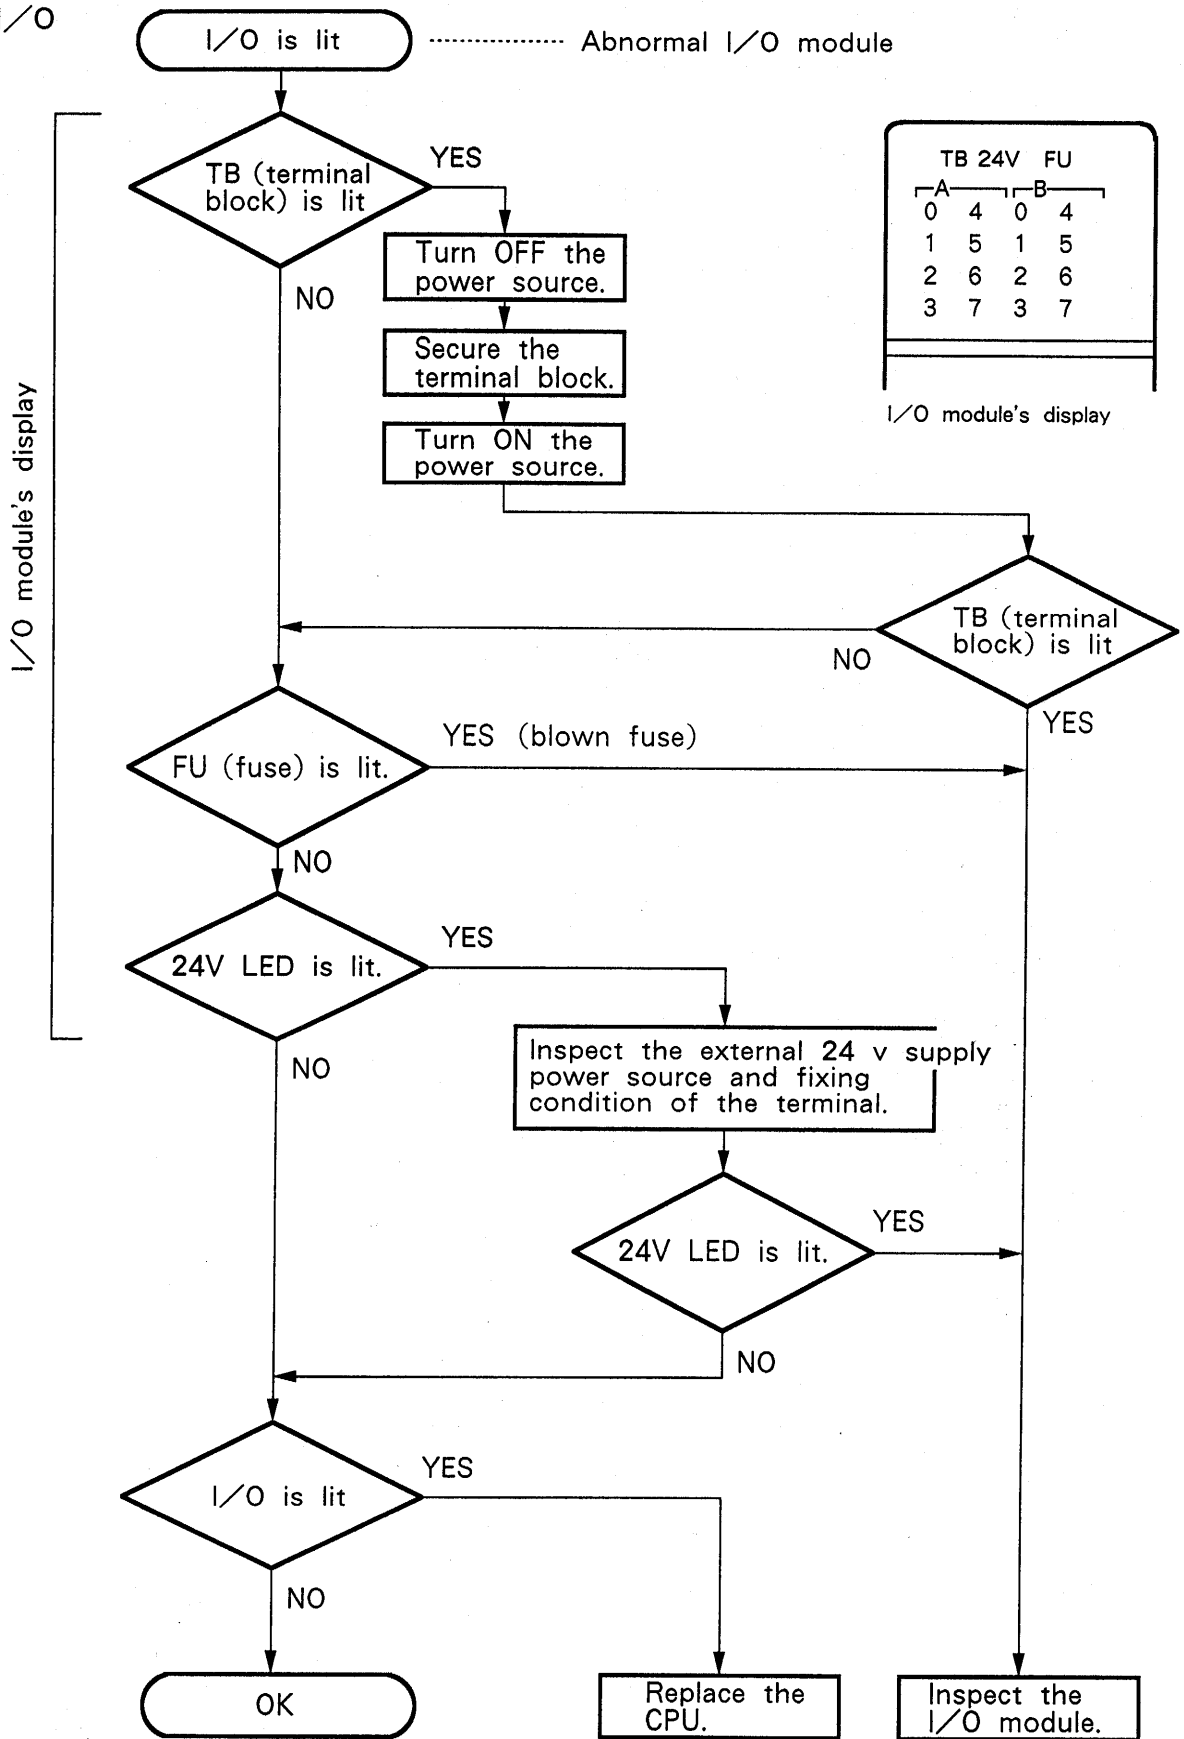 I/O
I/O is lit
Abnormal I/O module
TB (terminal
block) is lit
YES
NO
Turn OFF the
power source.
Secure the
terminal block.
Turn ON the
power source.
TB 24V FU
A B
0 4 0 4
1 5 1 5
2 6 2 6
3 7 3 7
I/O module's display
I/O module's display
TB (terminal
block) is lit
NO
YES
FU (fuse) is lit.
YES (blown fuse)
NO
24V LED is lit.
YES
NO
Inspect the external 24 v supply
power source and fixing
condition of the terminal.
24V LED is lit.
YES
NO
I/O is lit
YES
NO
OK
Replace the
CPU.
Inspect the
I/O module.